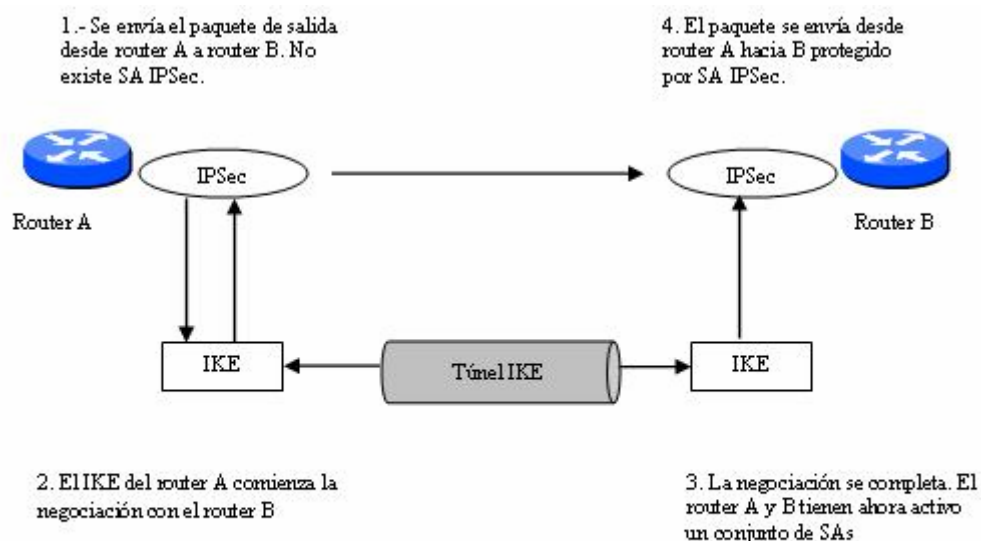 1.- Se envía el paquete de salida
desde router A a router B. No
existe SA IPSec.
4. El paquete se envía desde
router A hacia B protegido
por SA IPSec.
IPSec
IPSec
Router A
Router B
IKE
Túnel IKE
IKE
2. El IKE del router A comienza la
negociación con el router B
3. La negociación se completa. El
router A y B tienen ahora activo
un conjunto de SAs